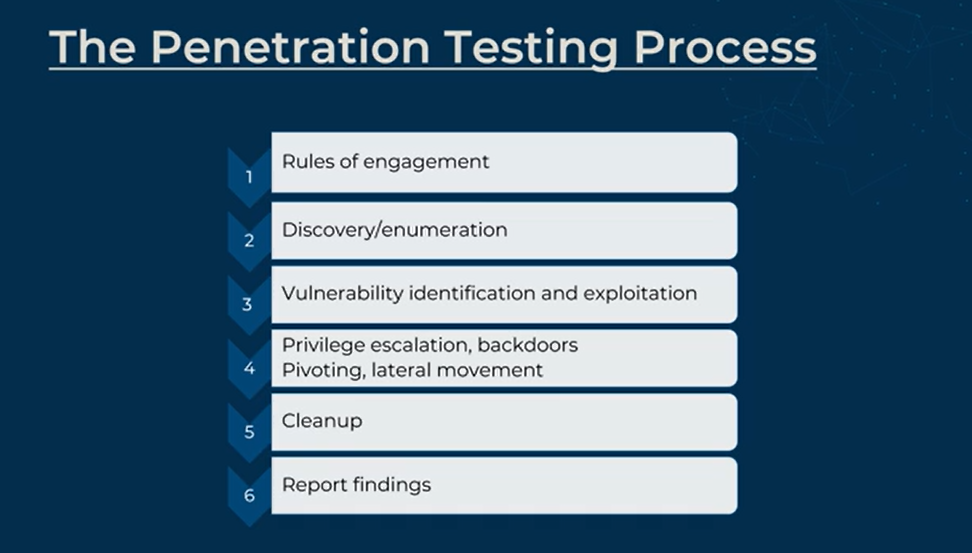 The Penetration Testing Process
1
Rules of engagement
2
Discovery/enumeration
3
Vulnerability identification and exploitation
4
Privilege escalation, backdoors
Pivoting, lateral movement
5
Cleanup
6
Report findings